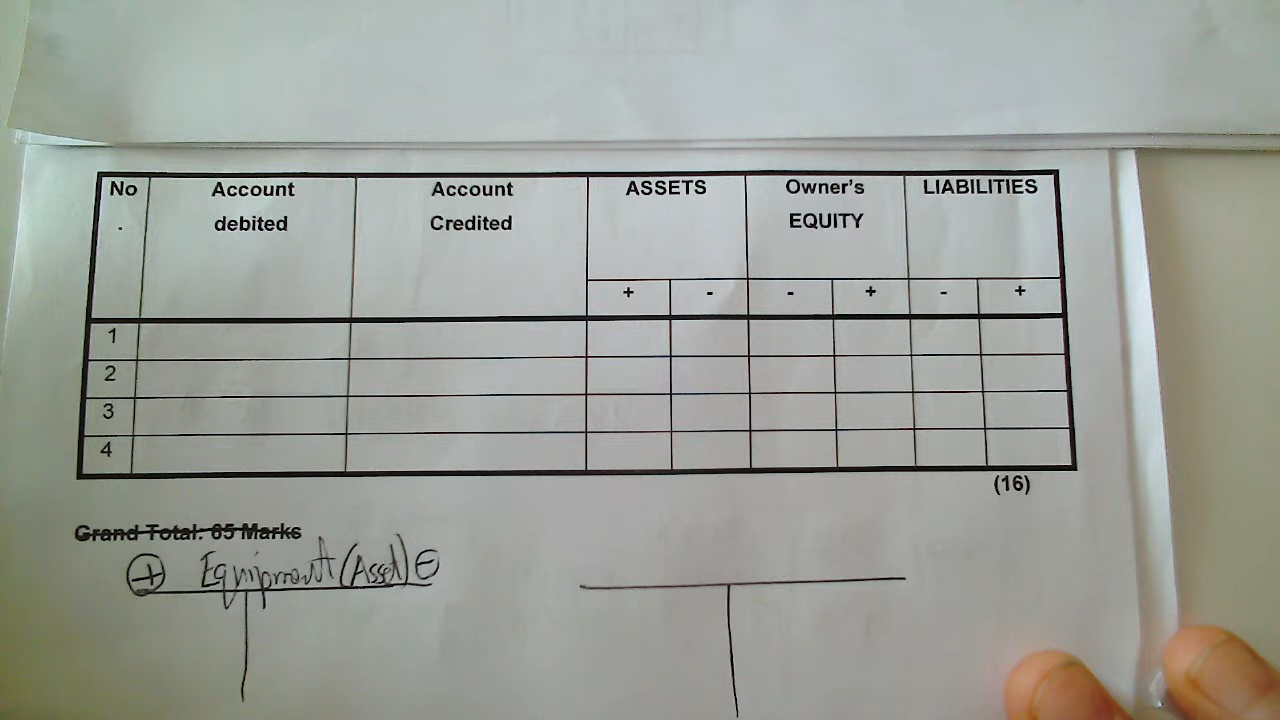 No Account Account ASSETS Owner's LIABILITIES
. debited Credited EQUITY
+ - - + - +
1
2
3
4
(16)
Grand Total: 65 Marks
+ Equipment (Asset) -